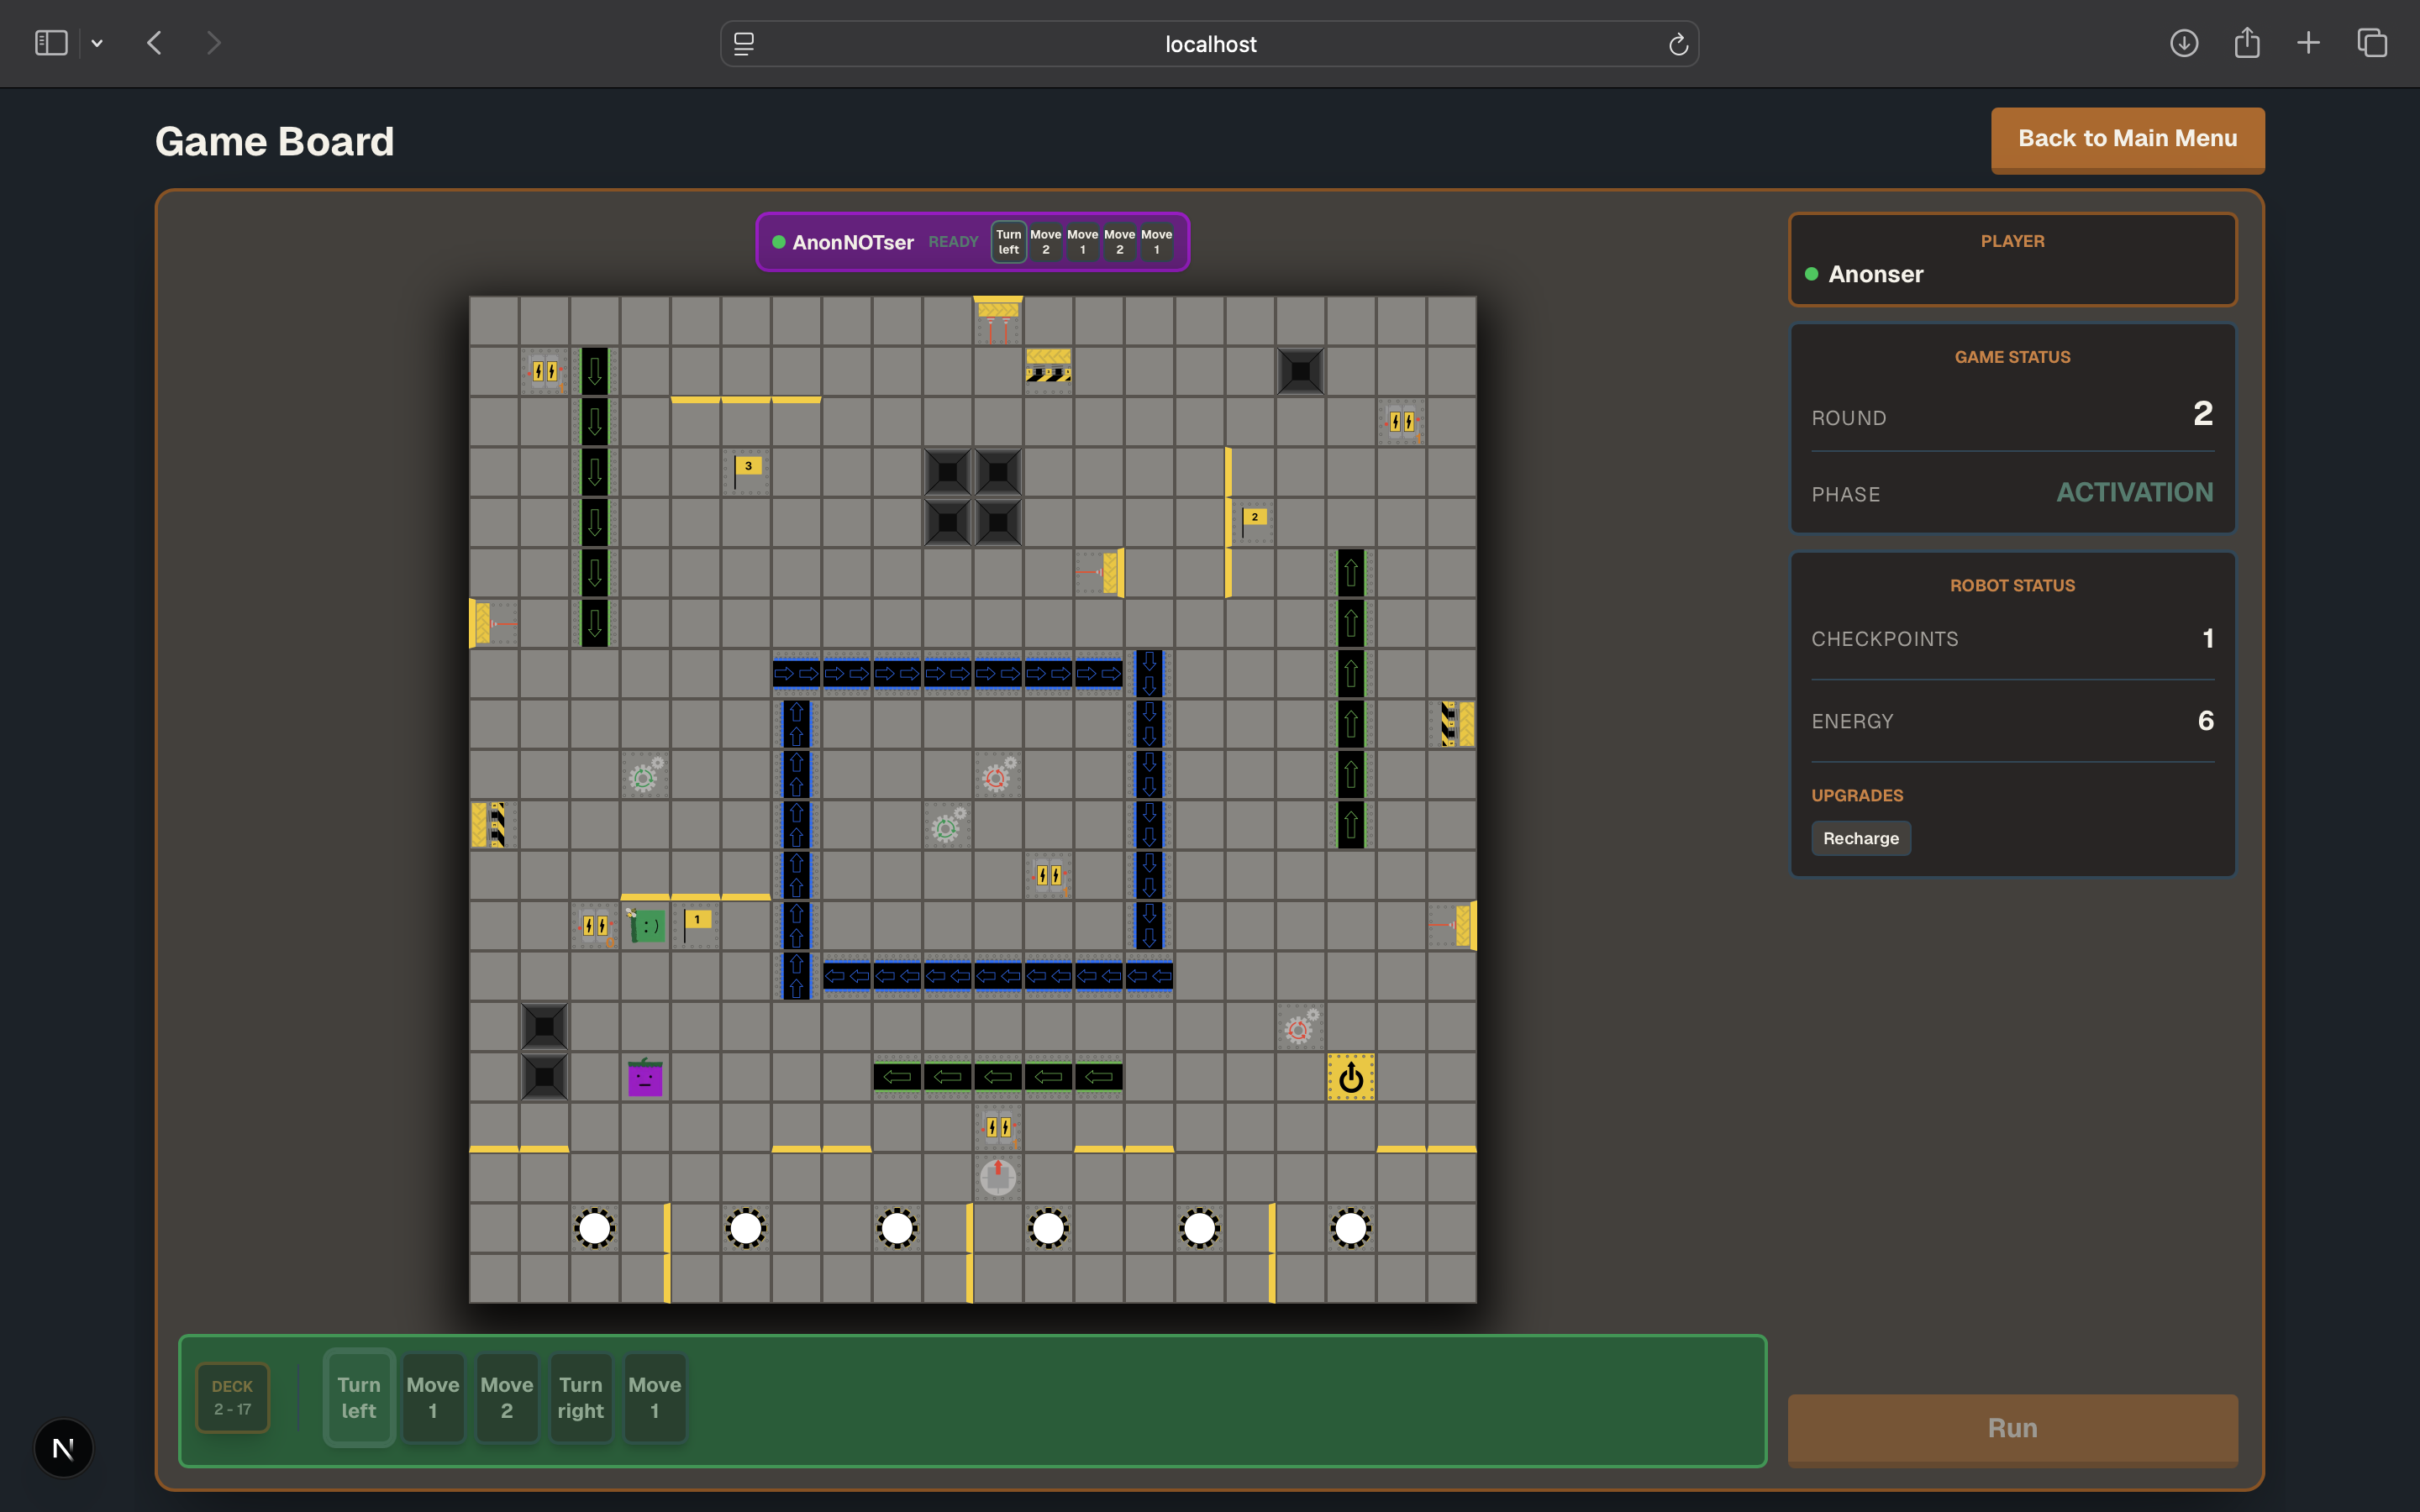 localhost
Game Board
Back to Main Menu
AnonNOTser READY Turn left Move 2 Move 1 Move 2 Move 1
PLAYER
Anonser
GAME STATUS
ROUND 2
PHASE ACTIVATION
ROBOT STATUS
CHECKPOINTS 1
ENERGY 6
UPGRADES
Recharge
3
2
1
:)
DECK
2 - 17
Turn left
Move 1
Move 2
Turn right
Move 1
Run
N